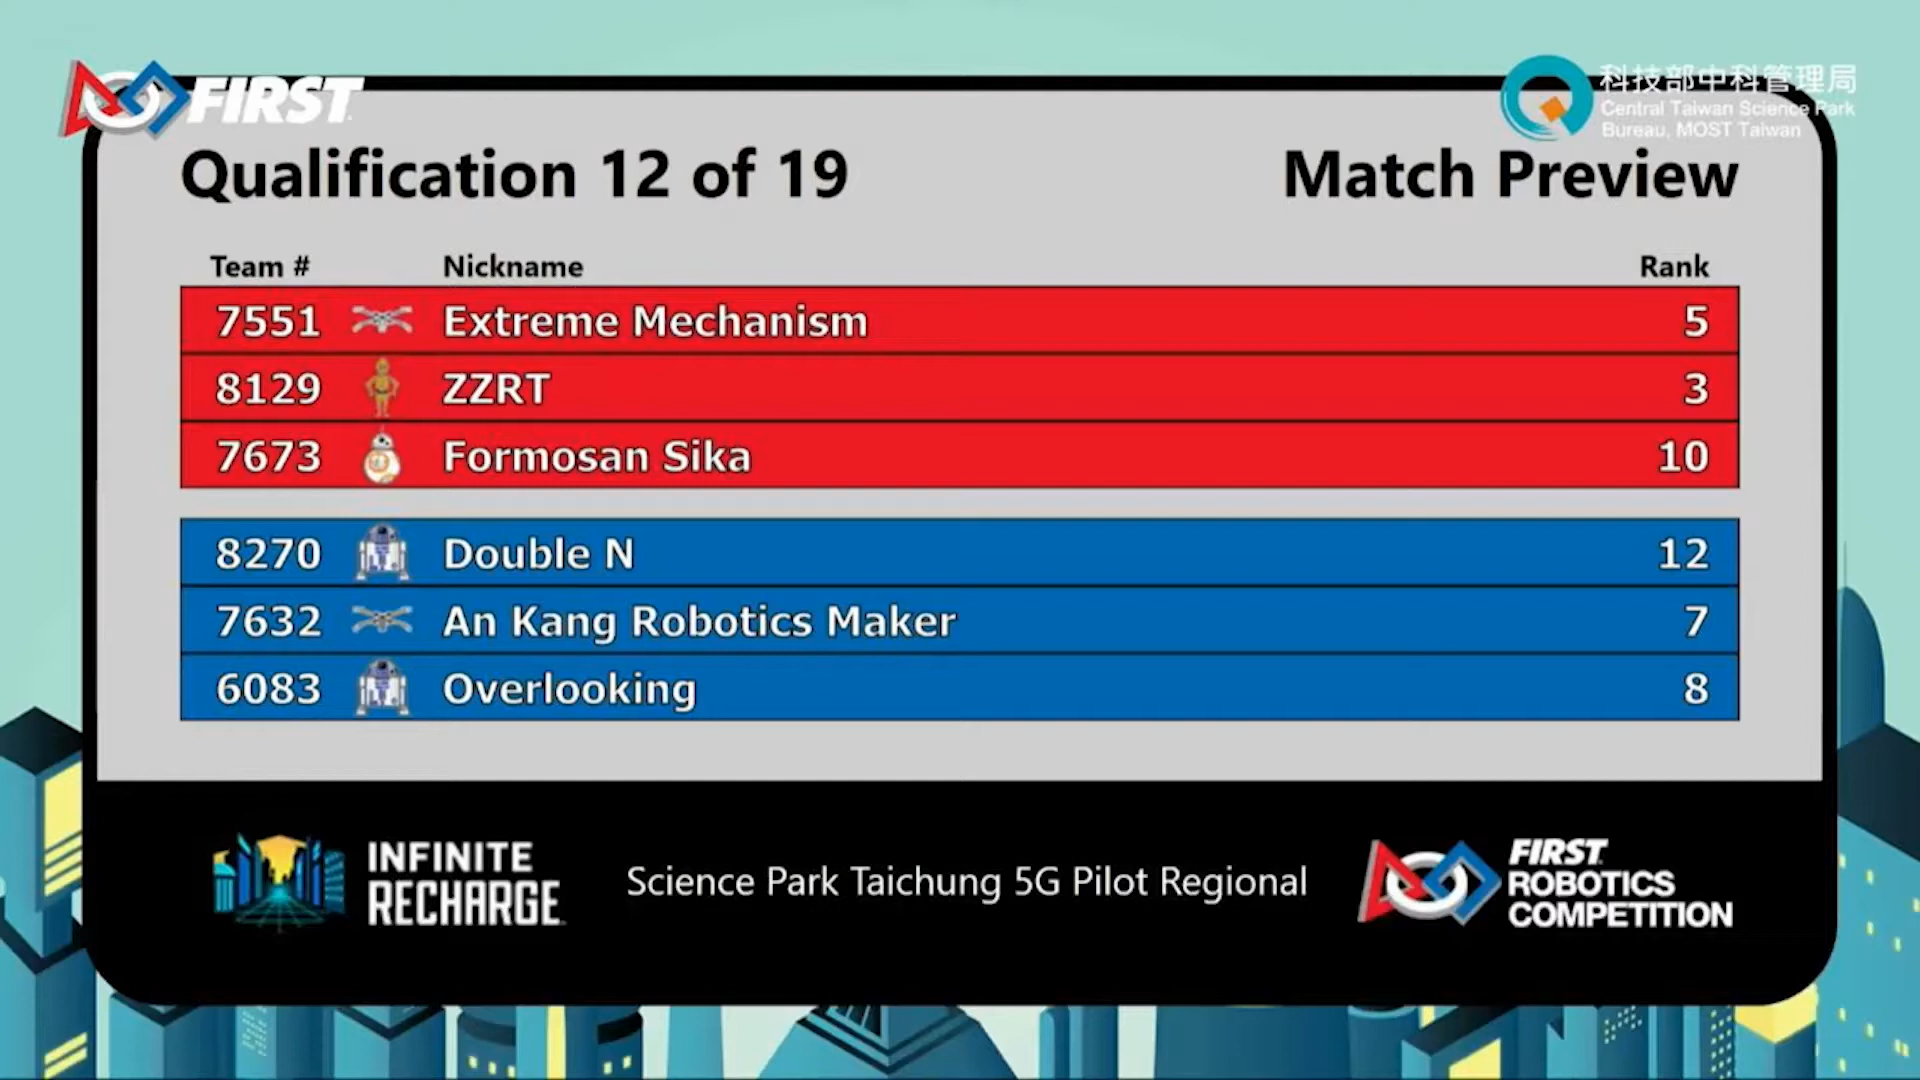 FIRST
科技部中科管理局
Central Taiwan Science Park
Bureau, MOST Taiwan
Qualification 12 of 19
Match Preview
Team # Nickname Rank
7551 Extreme Mechanism 5
8129 ZZRT 3
7673 Formosan Sika 10
8270 Double N 12
7632 An Kang Robotics Maker 7
6083 Overlooking 8
INFINITE
RECHARGE
Science Park Taichung 5G Pilot Regional
FIRST
ROBOTICS
COMPETITION